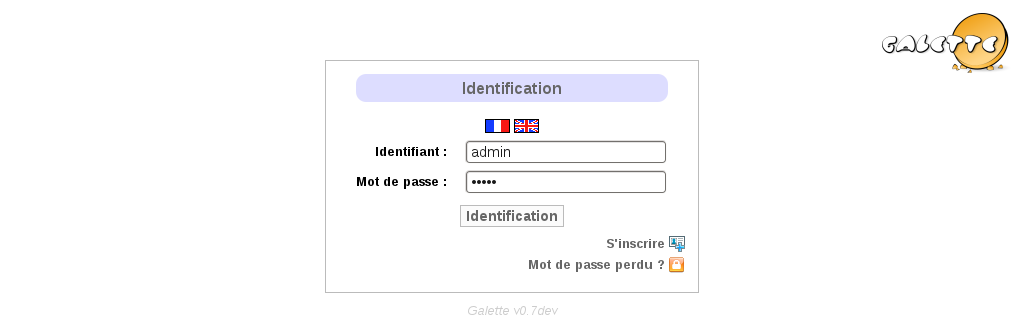 GALETTE
Identification
Identifiant : admin
Mot de passe : •••••
Identification
S'inscrire
Mot de passe perdu ?
Galette v0.7dev